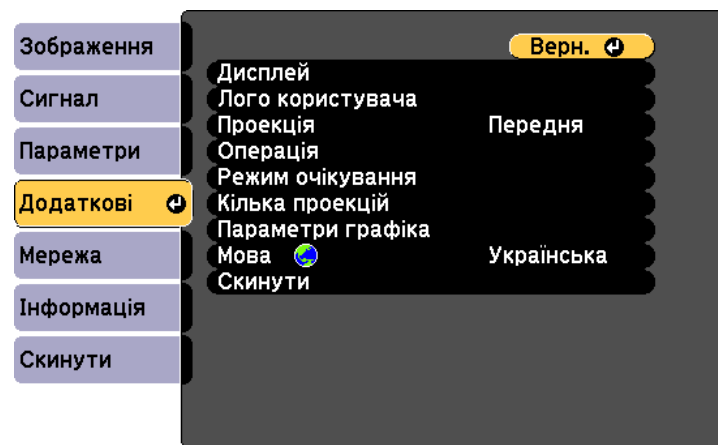 Зображення
Сигнал
Параметри
Додаткові
Мережа
Інформація
Скинути
Верн.
Дисплей
Лого користувача
Проекція Передня
Операція
Режим очікування
Кілька проекцій
Параметри графіка
Мова Українська
Скинути